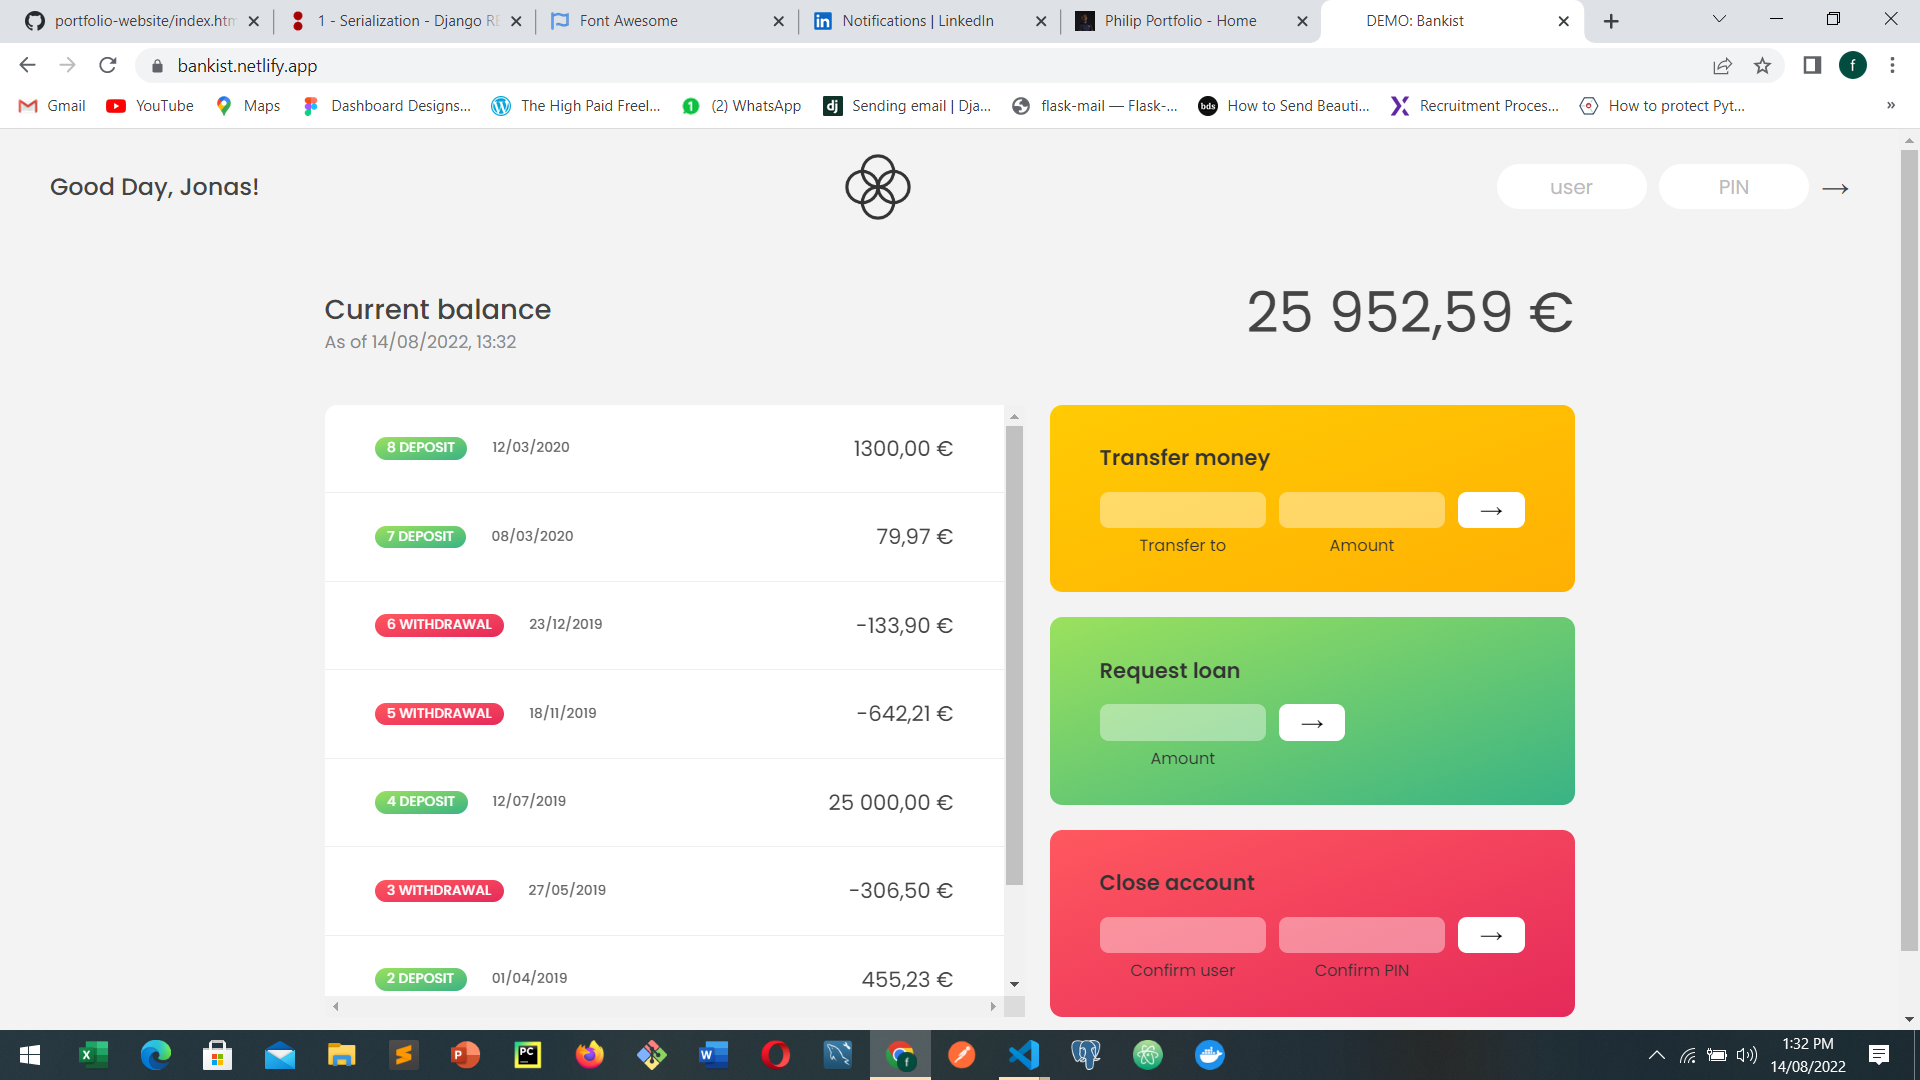 portfolio-website/index.htm
1 - Serialization - Django RE
Font Awesome
Notifications | LinkedIn
Philip Portfolio - Home
DEMO: Bankist
bankist.netlify.app
f
Gmail
YouTube
Maps
Dashboard Designs...
The High Paid Freel...
(2) WhatsApp
Sending email | Dja...
flask-mail — Flask-...
How to Send Beauti...
Recruitment Proces...
How to protect Pyt...
»
Good Day, Jonas!
user
PIN
→
Current balance
25 952,59 €
As of 14/08/2022, 13:32
8 DEPOSIT 12/03/2020 1300,00 €
7 DEPOSIT 08/03/2020 79,97 €
6 WITHDRAWAL 23/12/2019 -133,90 €
5 WITHDRAWAL 18/11/2019 -642,21 €
4 DEPOSIT 12/07/2019 25 000,00 €
3 WITHDRAWAL 27/05/2019 -306,50 €
2 DEPOSIT 01/04/2019 455,23 €
Transfer money
→
Transfer to
Amount
Request loan
→
Amount
Close account
→
Confirm user
Confirm PIN
1:32 PM
14/08/2022